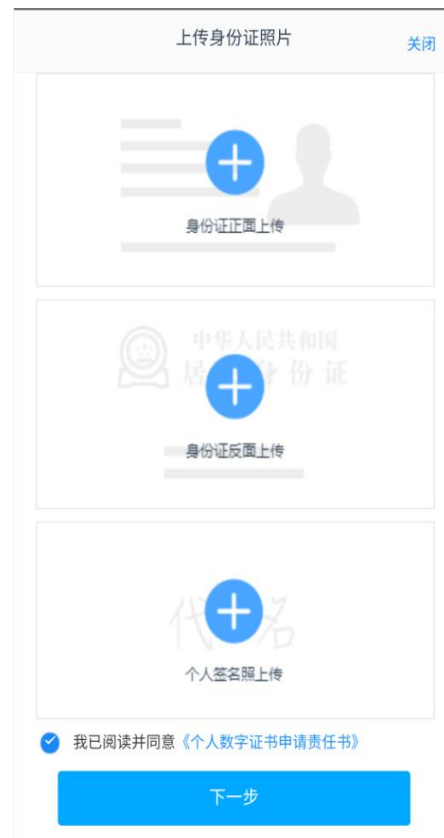 上传身份证照片
关闭
身份证正面上传
中华人民共和国
居 身份证
身份证反面上传
代 名
个人签名照上传
我已阅读并同意《个人数字证书申请责任书》
下一步